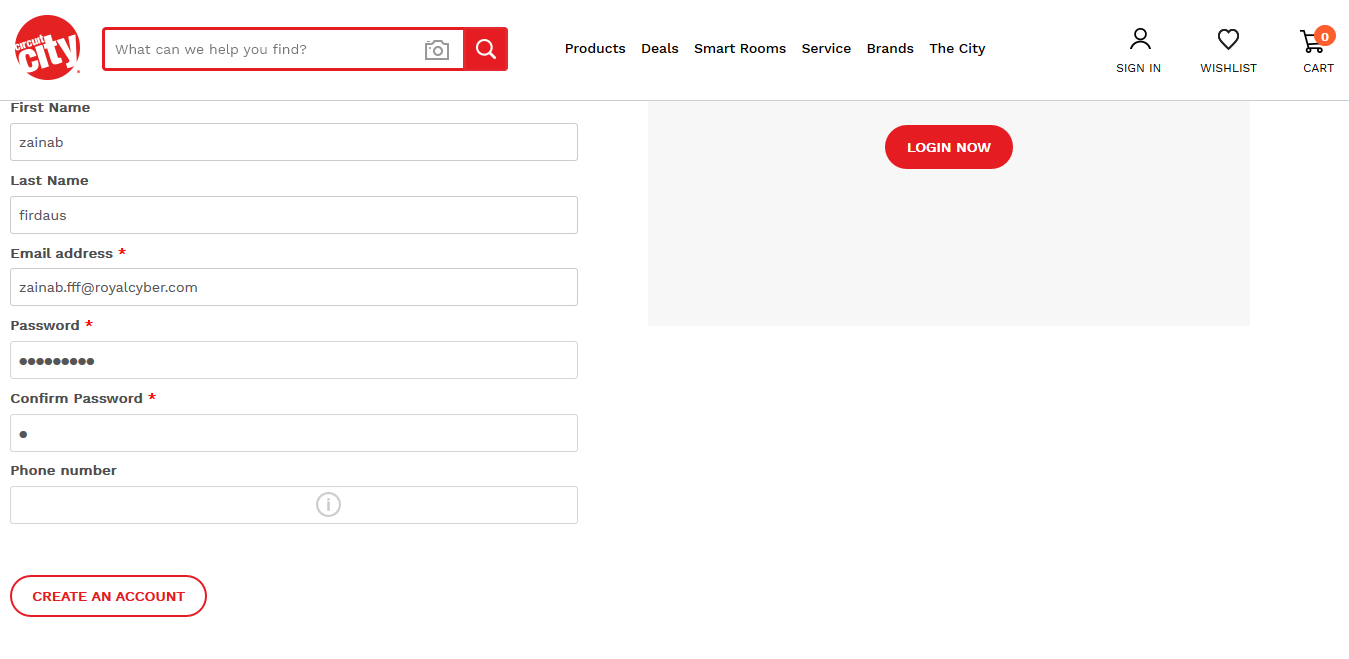 circuit
city
What can we help you find?
Products Deals Smart Rooms Service Brands The City
SIGN IN
WISHLIST
0
CART
First Name
zainab
LOGIN NOW
Last Name
firdaus
Email address *
zainab.fff@royalcyber.com
Password *
●●●●●●●●●
Confirm Password *
●
Phone number
i
CREATE AN ACCOUNT